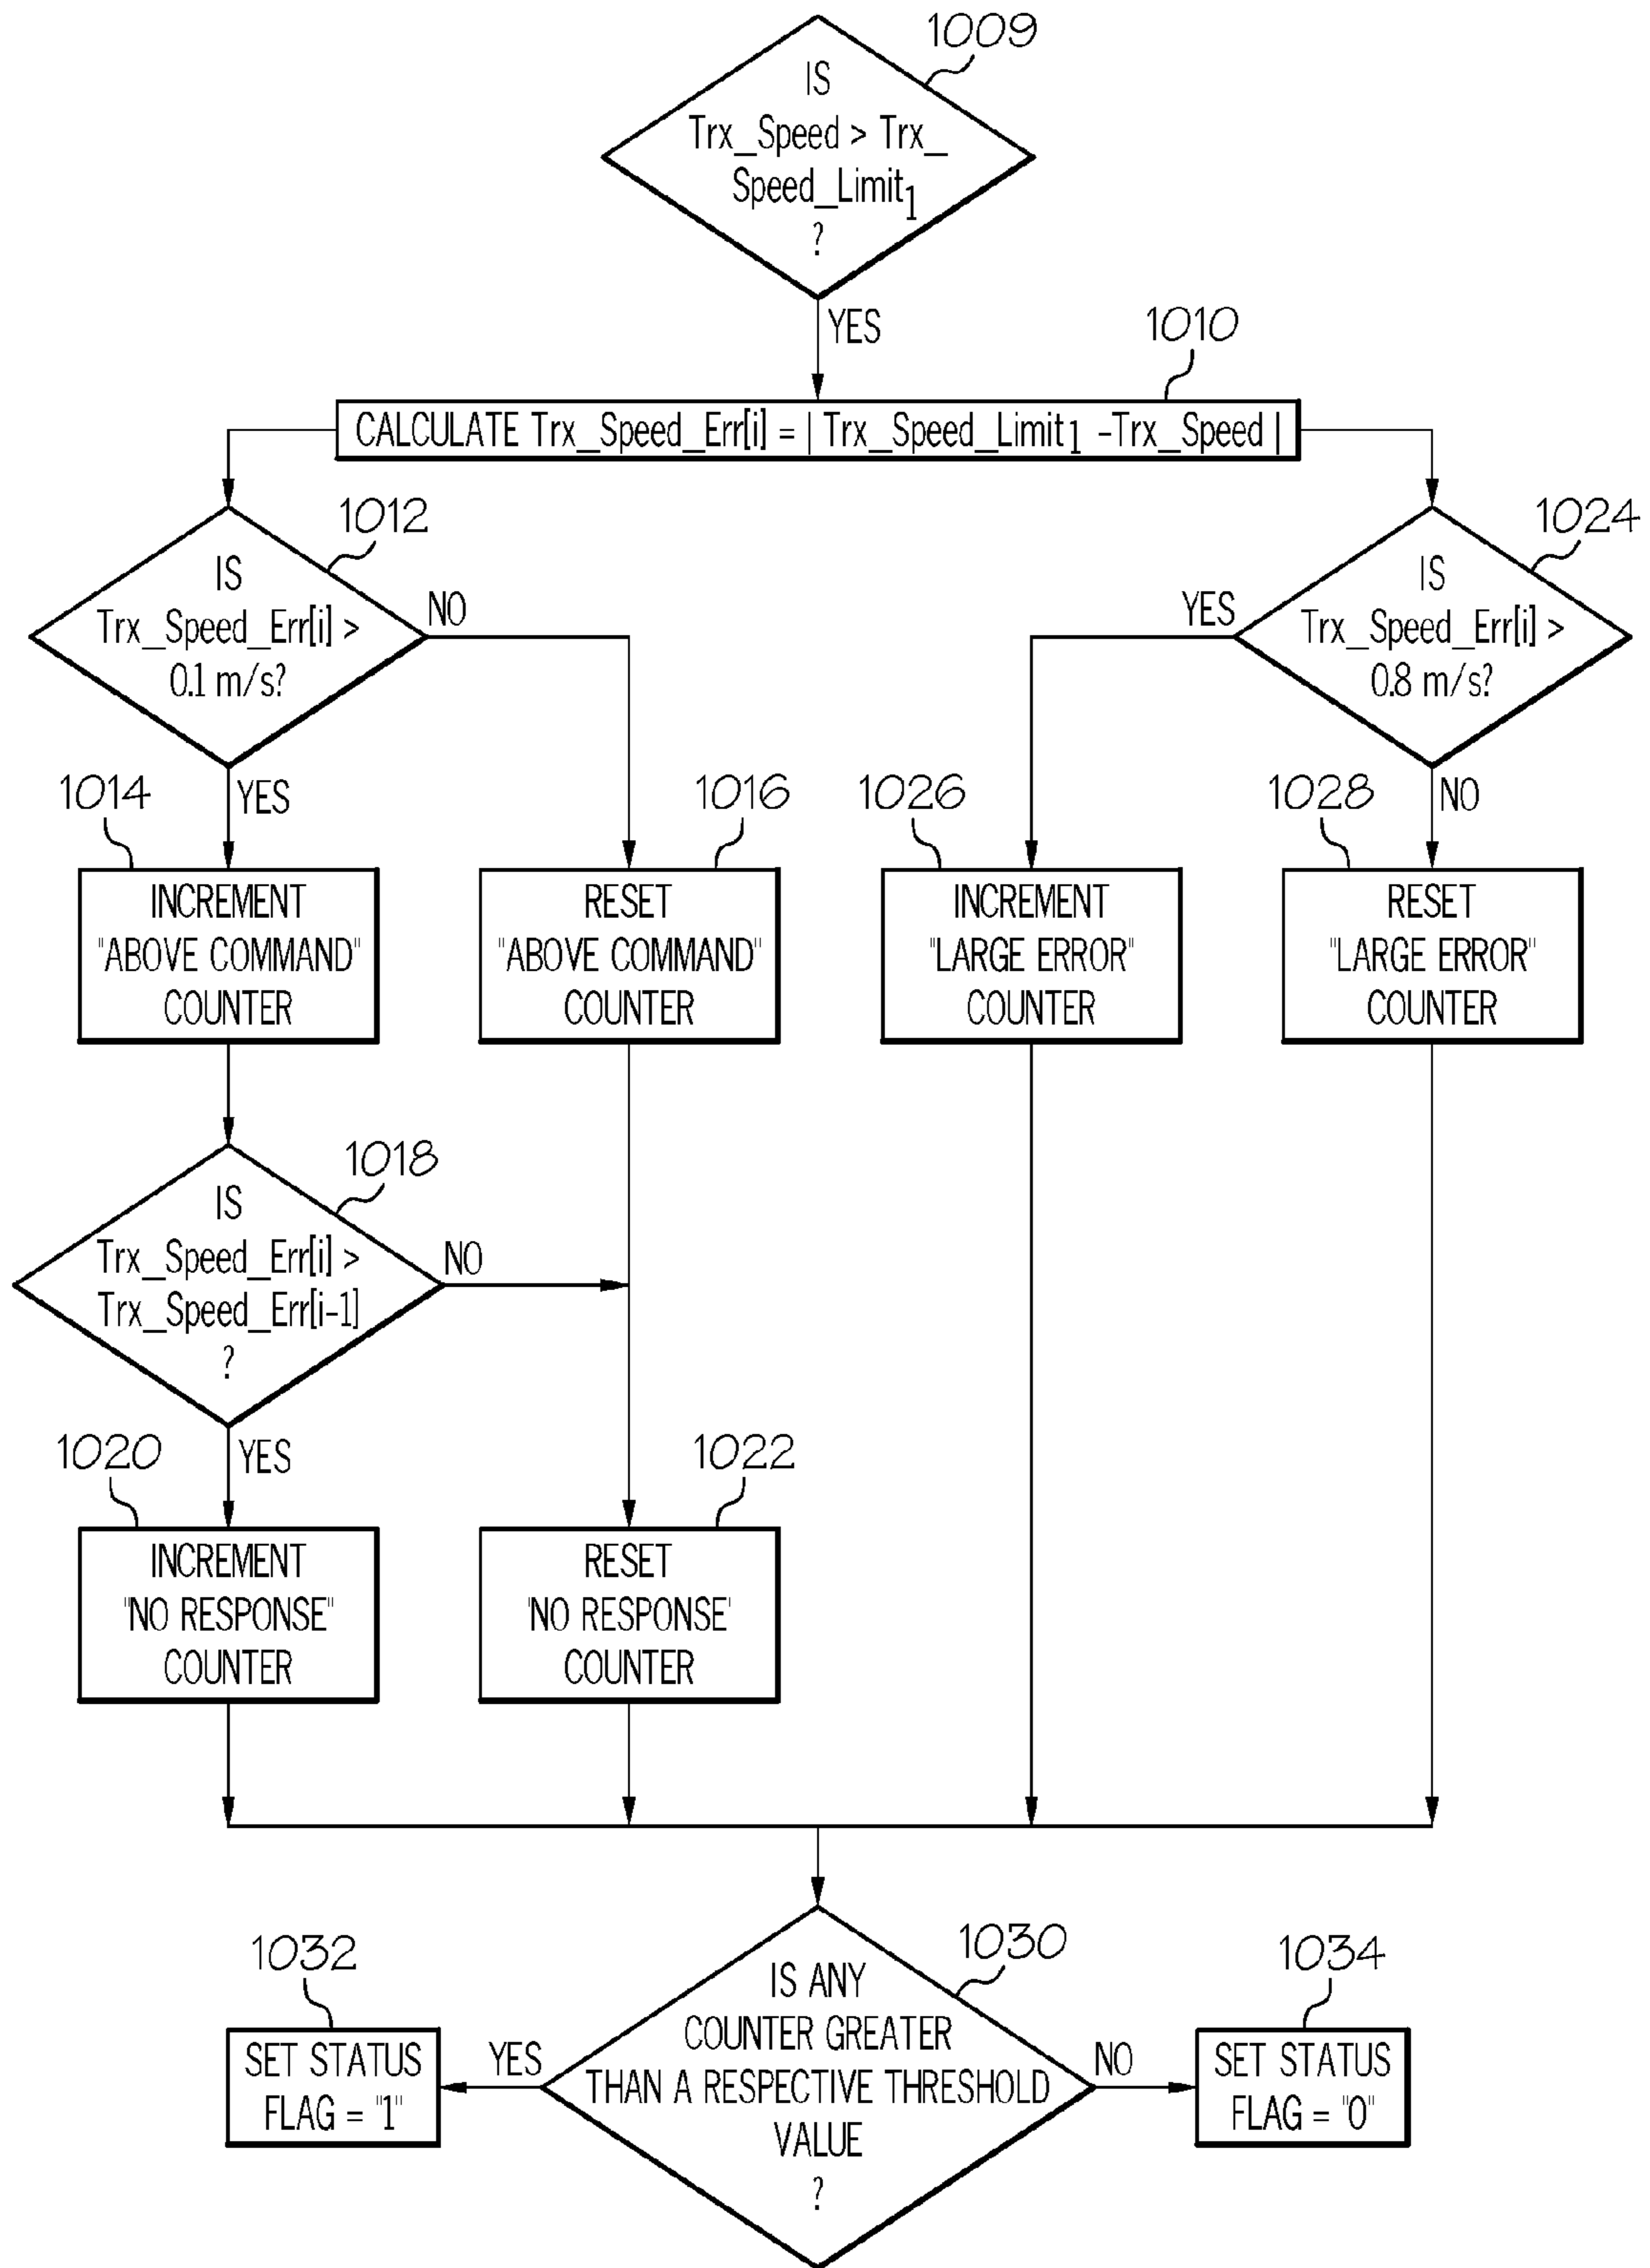 1009
IS
Trx_Speed > Trx_
Speed_Limit1
?
YES
1010
CALCULATE Trx_Speed_Err[i] = | Trx_Speed_Limit1 -Trx_Speed |
1012
IS
Trx_Speed_Err[i] >
0.1 m/s?
NO
YES
1024
IS
Trx_Speed_Err[i] >
0.8 m/s?
YES
NO
1014
INCREMENT
"ABOVE COMMAND"
COUNTER
1016
RESET
"ABOVE COMMAND"
COUNTER
1026
INCREMENT
"LARGE ERROR"
COUNTER
1028
RESET
"LARGE ERROR"
COUNTER
1018
IS
Trx_Speed_Err[i] >
Trx_Speed_Err[i-1]
?
NO
YES
1020
INCREMENT
"NO RESPONSE"
COUNTER
1022
RESET
"NO RESPONSE'
COUNTER
1030
IS ANY
COUNTER GREATER
THAN A RESPECTIVE THRESHOLD
VALUE
?
YES
NO
1032
SET STATUS
FLAG = "1"
1034
SET STATUS
FLAG = "0"